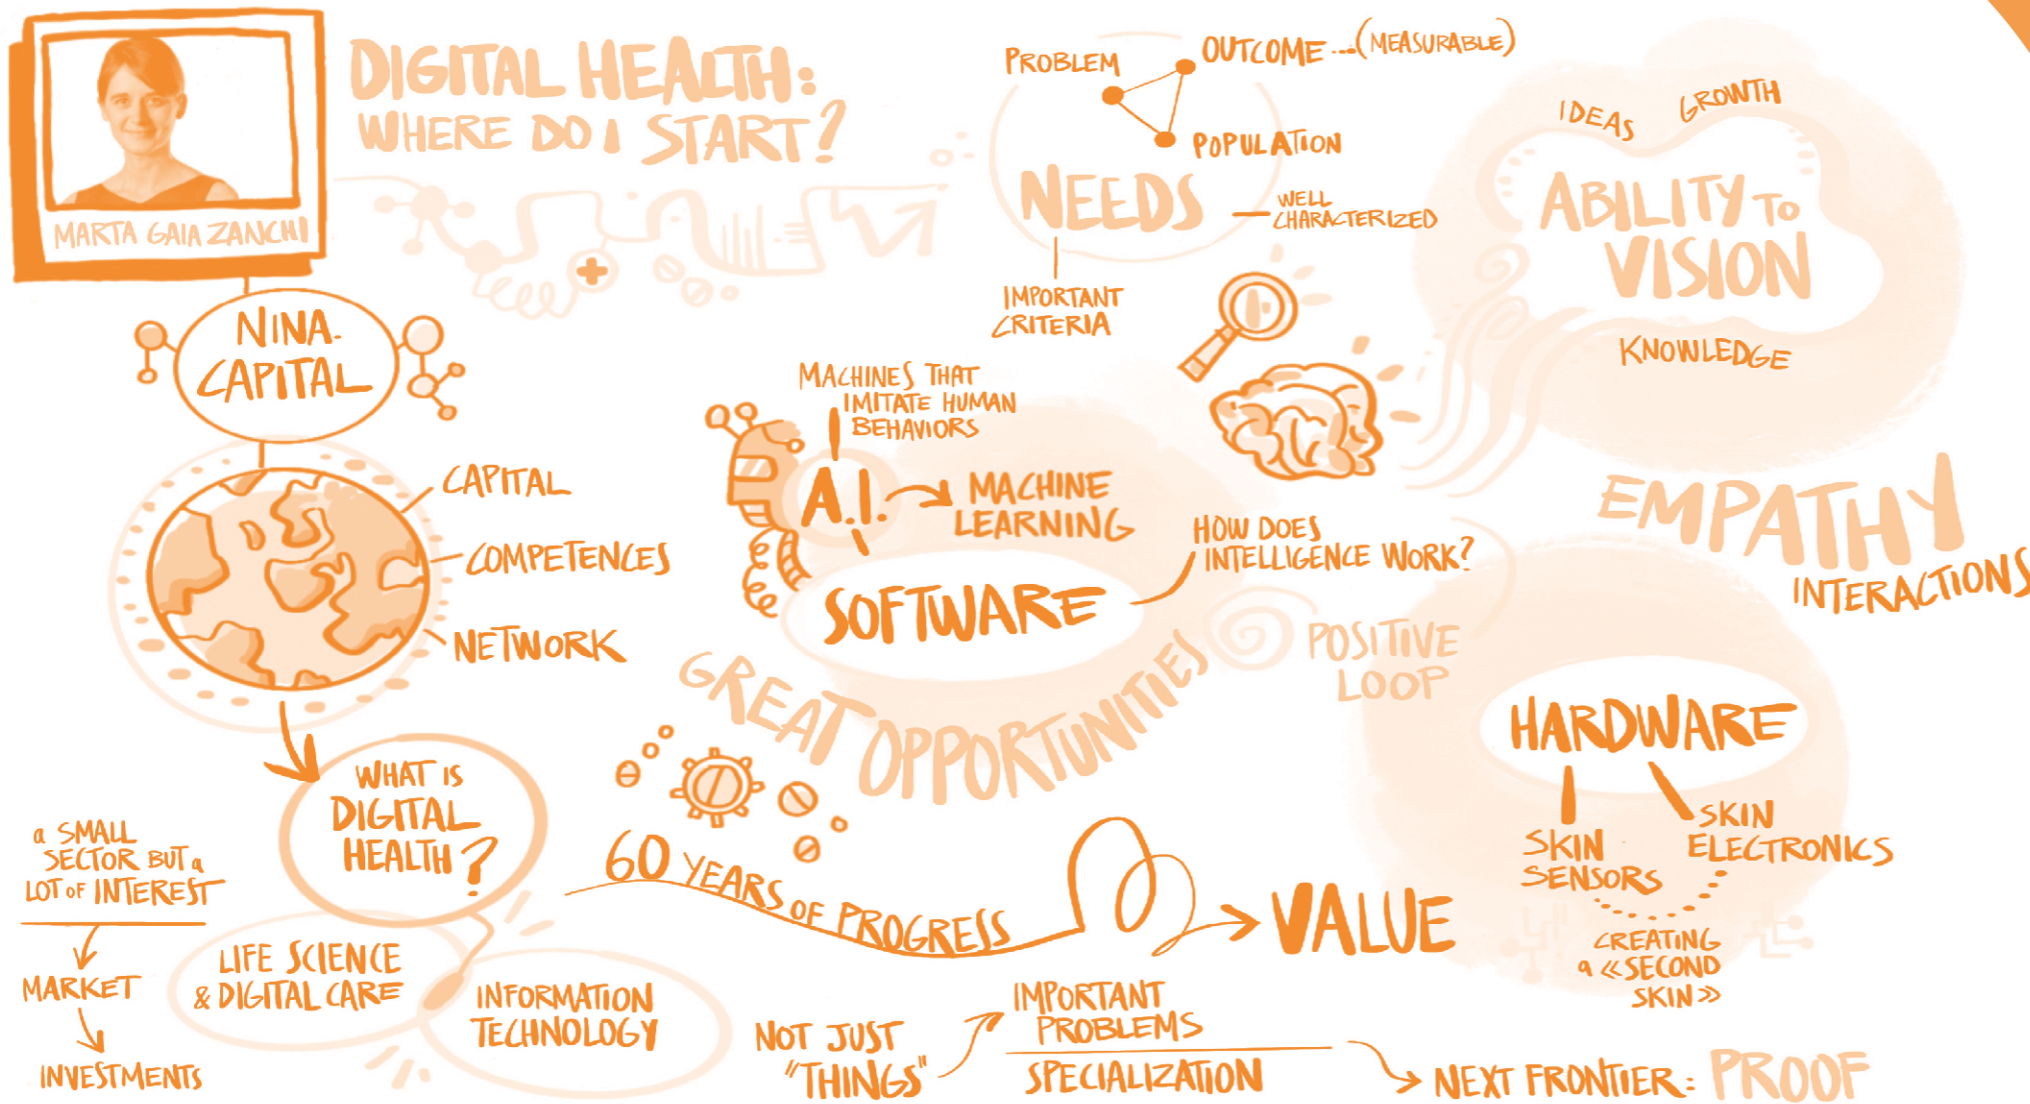 DIGITAL HEALTH:
WHERE DO I START?
MARTA GAIA ZANCHI
NINA.
CAPITAL
CAPITAL
COMPETENCES
NETWORK
WHAT IS
DIGITAL
HEALTH?
a SMALL
SECTOR BUT a
LOT OF INTEREST
MARKET
INVESTMENTS
LIFE SCIENCE
& DIGITAL CARE
INFORMATION
TECHNOLOGY
PROBLEM
OUTCOME...(MEASURABLE)
POPULATION
NEEDS
WELL
CHARACTERIZED
IMPORTANT
CRITERIA
MACHINES THAT
IMITATE HUMAN
BEHAVIORS
A.I.
MACHINE
LEARNING
SOFTWARE
HOW DOES
INTELLIGENCE WORK?
GREAT OPPORTUNITIES
POSITIVE
LOOP
IDEAS
GROWTH
ABILITY TO
VISION
KNOWLEDGE
EMPATHY
INTERACTIONS
HARDWARE
SKIN
SENSORS
SKIN
ELECTRONICS
CREATING
a «SECOND
SKIN»
60 YEARS OF PROGRESS
VALUE
NOT JUST
"THINGS"
IMPORTANT
PROBLEMS
SPECIALIZATION
NEXT FRONTIER: PROOF